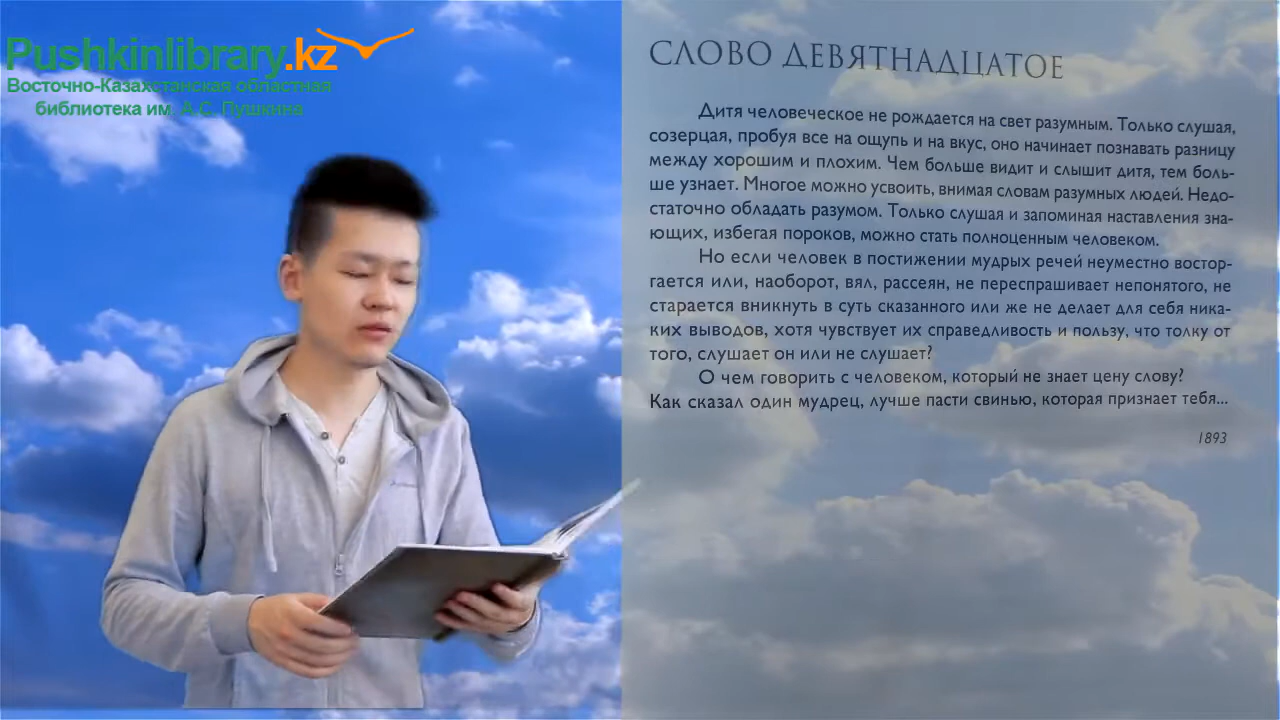 Pushkinlibrary.kz
Восточно-Казахстанская областная
библиотека им. А.С. Пушкина
СЛОВО ДЕВЯТНАДЦАТОЕ
Дитя человеческое не рождается на свет разумным. Только слушая,
созерцая, пробуя все на ощупь и на вкус, оно начинает познавать разницу
между хорошим и плохим. Чем больше видит и слышит дитя, тем боль-
ше узнает. Многое можно усвоить, внимая словам разумных людей. Недо-
статочно обладать разумом. Только слушая и запоминая наставления зна-
ющих, избегая пороков, можно стать полноценным человеком.
Но если человек в постижении мудрых речей неуместно востор-
гается или, наоборот, вял, рассеян, не переспрашивает непонятого, не
старается вникнуть в суть сказанного или же не делает для себя ника-
ких выводов, хотя чувствует их справедливость и пользу, что толку от
того, слушает он или не слушает?
О чем говорить с человеком, который не знает цену слову?
Как сказал один мудрец, лучше пасти свинью, которая признает тебя...
1893